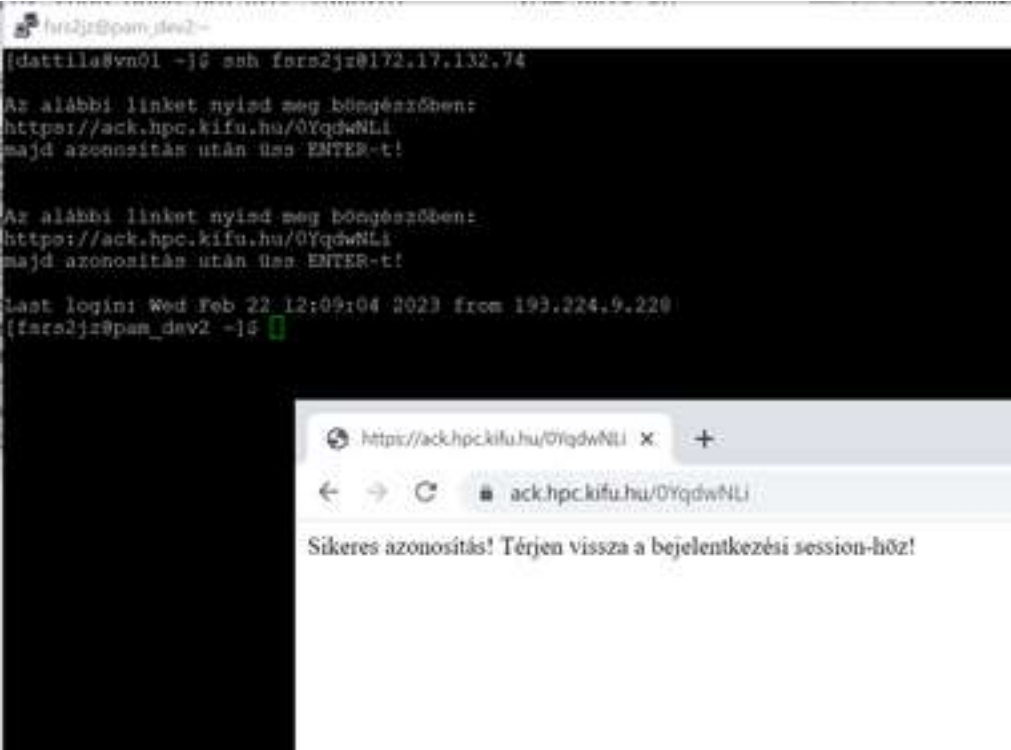 fsrs2jz@pam_dev2:~
[dattila@vn01 ~]$ ssh fsrs2jz@172.17.132.74
Az alábbi linket nyisd meg böngészőben:
https://ack.hpc.kifu.hu/0YqdwNLi
majd azonosítás után üss ENTER-t!
Az alábbi linket nyisd meg böngészőben:
https://ack.hpc.kifu.hu/0YqdwNLi
majd azonosítás után üss ENTER-t!
Last login: Wed Feb 22 12:09:04 2023 from 193.224.9.220
[fsrs2jz@pam_dev2 ~]$
https://ack.hpc.kifu.hu/0YqdwNLi
ack.hpc.kifu.hu/0YqdwNLi
Sikeres azonosítás! Térjen vissza a bejelentkezési session-höz!